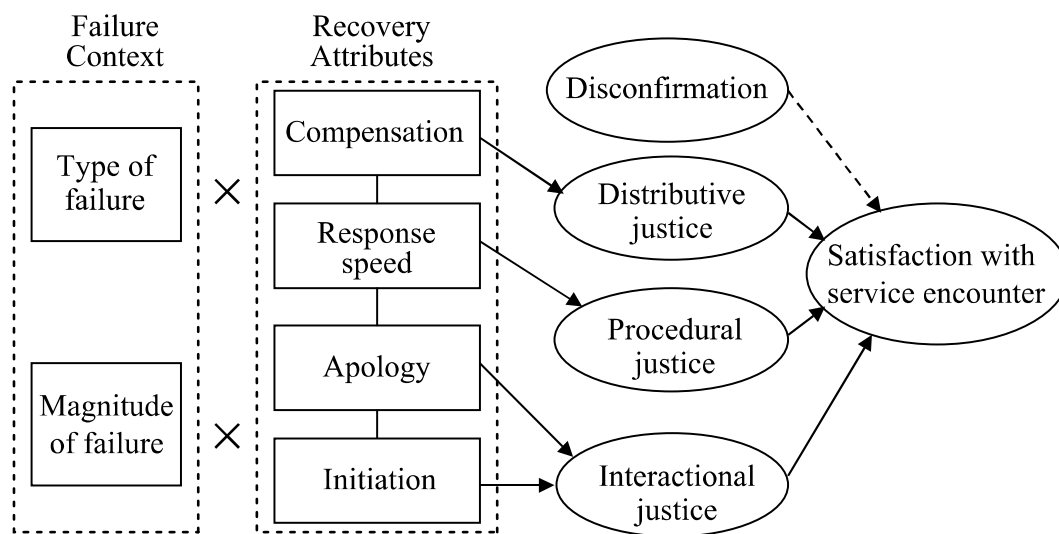 Failure
Context
Recovery
Attributes
Type of
failure
Magnitude
of failure
×
×
Compensation
Response
speed
Apology
Initiation
Disconfirmation
Distributive
justice
Procedural
justice
Interactional
justice
Satisfaction with
service encounter